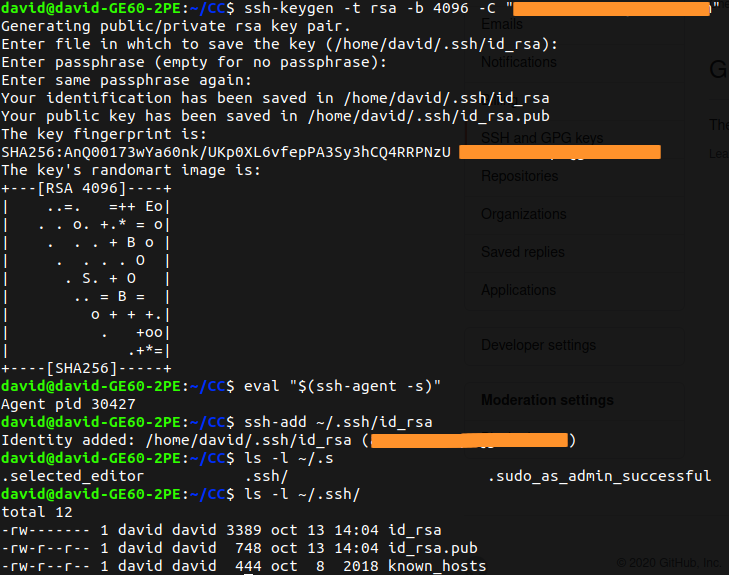 david@david-GE60-2PE:~/CC$ ssh-keygen -t rsa -b 4096 -C " "
Generating public/private rsa key pair.
Enter file in which to save the key (/home/david/.ssh/id_rsa):
Enter passphrase (empty for no passphrase):
Enter same passphrase again:
Your identification has been saved in /home/david/.ssh/id_rsa
Your public key has been saved in /home/david/.ssh/id_rsa.pub
The key fingerprint is:
SHA256:AnQ00173wYa60nk/UKp0XL6vfepPA3Sy3hCQ4RRPNzU
The key's randomart image is:
+---[RSA 4096]----+
|    ..=.   =++ Eo|
|   . . o. +.* = o|
|    .  . . + B o |
|     .  . . . O  |
|      . S. + O   |
|       .. = B =  |
|         o + + +.|
|          .   +oo|
|             .+*=|
+----[SHA256]-----+
david@david-GE60-2PE:~/CC$ eval "$(ssh-agent -s)"
Agent pid 30427
david@david-GE60-2PE:~/CC$ ssh-add ~/.ssh/id_rsa
Identity added: /home/david/.ssh/id_rsa ( )
david@david-GE60-2PE:~/CC$ ls -l ~/.s
.selected_editor .ssh/ .sudo_as_admin_successful
david@david-GE60-2PE:~/CC$ ls -l ~/.ssh/
total 12
-rw------- 1 david david 3389 oct 13 14:04 id_rsa
-rw-r--r-- 1 david david  748 oct 13 14:04 id_rsa.pub
-rw-r--r-- 1 david david  444 oct  8  2018 known_hosts
Emails
Notifications
SSH and GPG keys
Repositories
Organizations
Saved replies
Applications
Developer settings
Moderation settings
G
The
Lea
© 2020 GitHub, Inc.